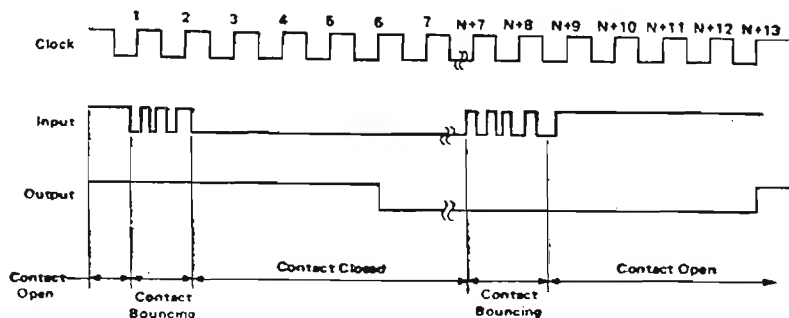 1 2 3 4 5 6 7 N+7 N+8 N+9 N+10 N+11 N+12 N+13
Clock
Input
Output
Contact Open
Contact Bouncing
Contact Closed
Contact Bouncing
Contact Open